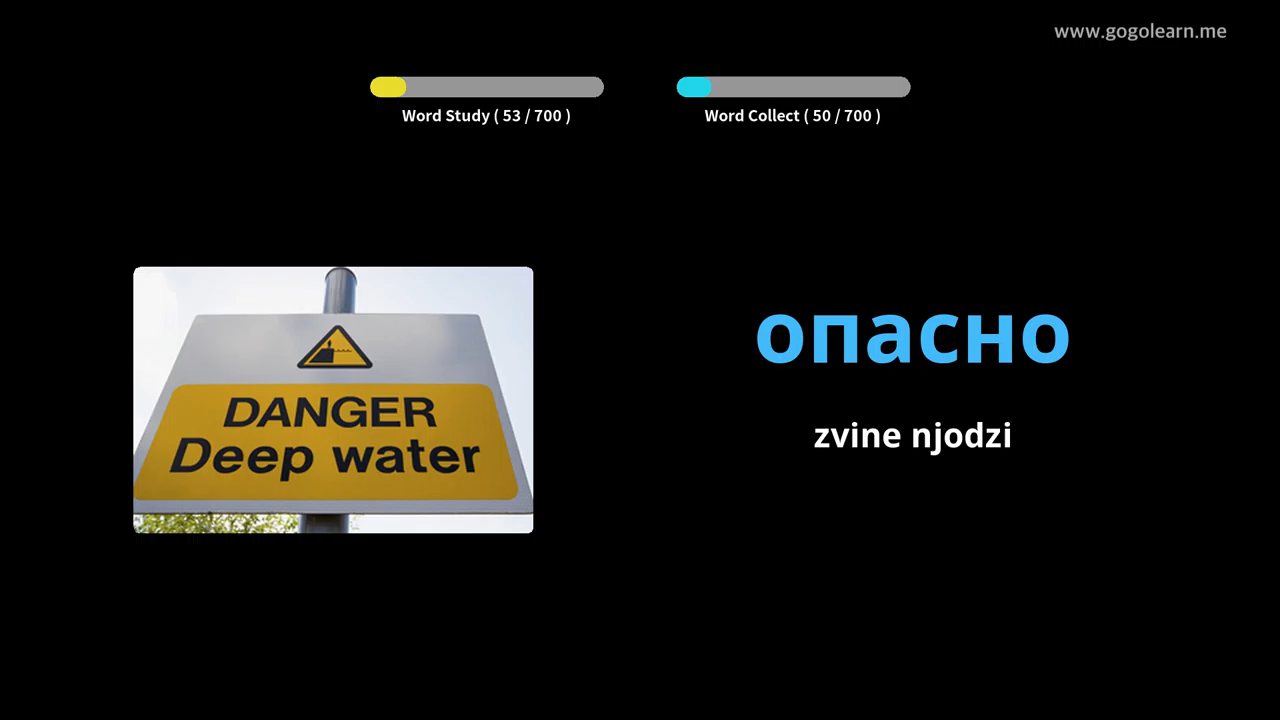 www.gogolearn.me
Word Study ( 53 / 700 )
Word Collect ( 50 / 700 )
DANGER
Deep water
опасно
zvine njodzi